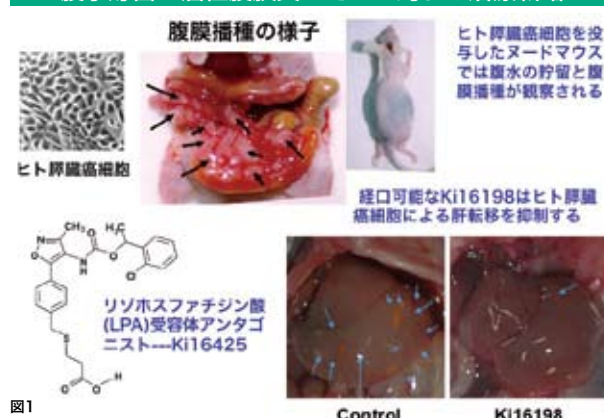 腹膜播種の様子
ヒト膵臓癌細胞を投
与したヌードマウス
では腹水の貯留と腹
膜播種が観察される
ヒト膵臓癌細胞
経口可能なKi16198はヒト膵臓
癌細胞による肝転移を抑制する
CH₃
N
O
NH
O
O
CH₃
Cl
リゾホスファチジン酸
(LPA)受容体アンタゴ
ニスト---Ki16425
S
O
O
H
図1
Control
Ki16198